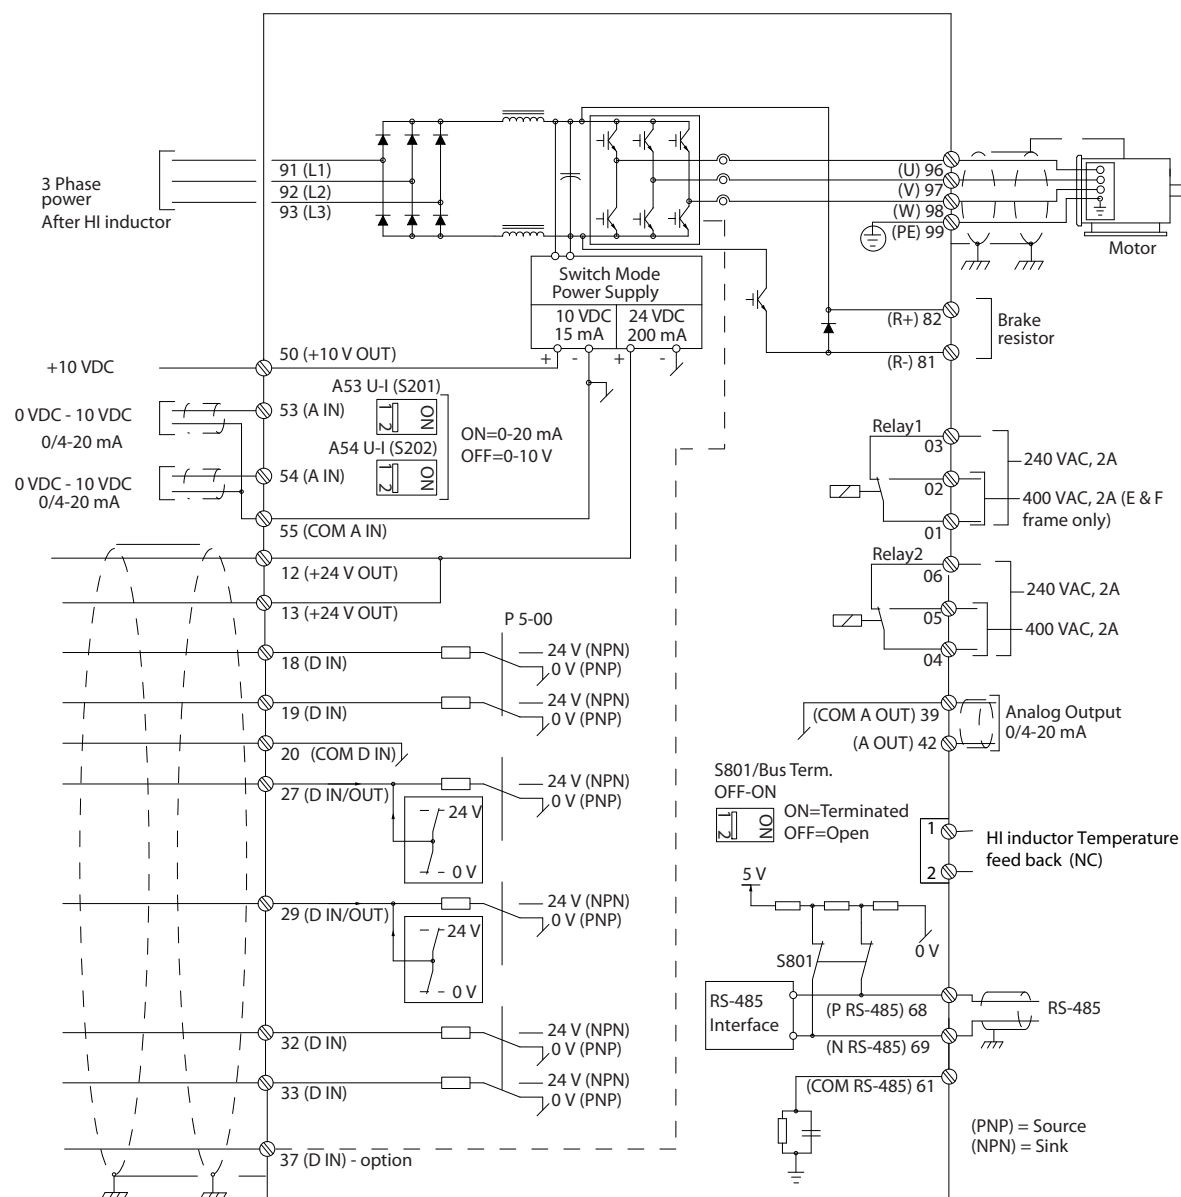 3 Phase
power
After HI inductor
91 (L1)
92 (L2)
93 (L3)
(U) 96
(V) 97
(W) 98
(PE) 99
Motor
Switch Mode
Power Supply
10 VDC
15 mA
24 VDC
200 mA
+ - + -
(R+) 82
(R-) 81
Brake
resistor
+10 VDC
50 (+10 V OUT)
0 VDC - 10 VDC
0/4-20 mA
53 (A IN)
A53 U-I (S201)
1 2
ON
A54 U-I (S202)
1 2
ON
ON=0-20 mA
OFF=0-10 V
0 VDC - 10 VDC
0/4-20 mA
54 (A IN)
55 (COM A IN)
12 (+24 V OUT)
13 (+24 V OUT)
P 5-00
18 (D IN)
24 V (NPN)
0 V (PNP)
19 (D IN)
24 V (NPN)
0 V (PNP)
20 (COM D IN)
27 (D IN/OUT)
24 V (NPN)
0 V (PNP)
24 V
0 V
29 (D IN/OUT)
24 V (NPN)
0 V (PNP)
24 V
0 V
32 (D IN)
24 V (NPN)
0 V (PNP)
33 (D IN)
24 V (NPN)
0 V (PNP)
37 (D IN) - option
Relay1
03
02
01
240 VAC, 2A
400 VAC, 2A (E & F
frame only)
Relay2
06
05
04
240 VAC, 2A
400 VAC, 2A
(COM A OUT) 39
(A OUT) 42
Analog Output
0/4-20 mA
S801/Bus Term.
OFF-ON
1 2
ON
ON=Terminated
OFF=Open
1
2
HI inductor Temperature
feed back (NC)
5 V
0 V
S801
RS-485
Interface
(P RS-485) 68
(N RS-485) 69
(COM RS-485) 61
RS-485
(PNP) = Source
(NPN) = Sink